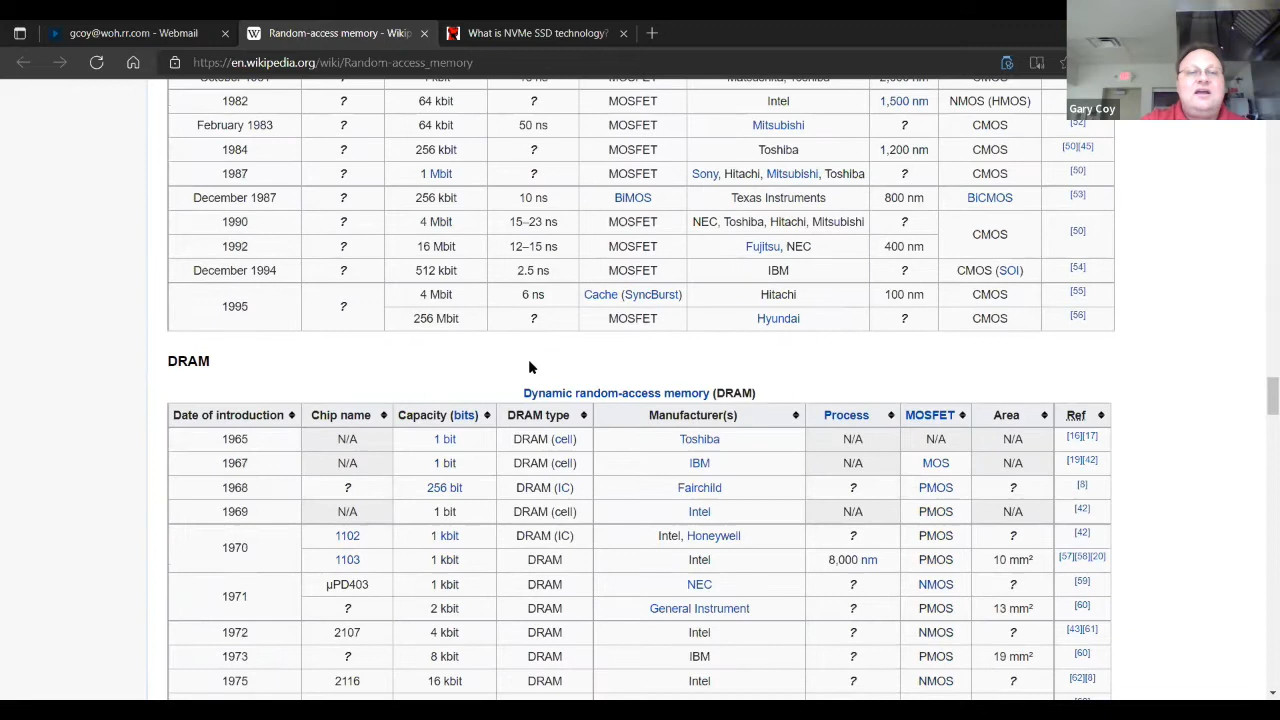 gcoy@woh.rr.com - Webmail
Random-access memory - Wikip
What is NVMe SSD technology?
https://en.wikipedia.org/wiki/Random-access_memory
Gary Coy
1982 ? 64 kbit ? MOSFET Intel 1,500 nm NMOS (HMOS)
February 1983 ? 64 kbit 50 ns MOSFET Mitsubishi ? CMOS [52]
1984 ? 256 kbit ? MOSFET Toshiba 1,200 nm CMOS [50][45]
1987 ? 1 Mbit ? MOSFET Sony, Hitachi, Mitsubishi, Toshiba ? CMOS [50]
December 1987 ? 256 kbit 10 ns BiMOS Texas Instruments 800 nm BiCMOS [53]
1990 ? 4 Mbit 15–23 ns MOSFET NEC, Toshiba, Hitachi, Mitsubishi ? CMOS [50]
1992 ? 16 Mbit 12–15 ns MOSFET Fujitsu, NEC 400 nm
December 1994 ? 512 kbit 2.5 ns MOSFET IBM ? CMOS (SOI) [54]
1995 ? 4 Mbit 6 ns Cache (SyncBurst) Hitachi 100 nm CMOS [55]
256 Mbit ? MOSFET Hyundai ? CMOS [56]
DRAM
Dynamic random-access memory (DRAM)
Date of introduction Chip name Capacity (bits) DRAM type Manufacturer(s) Process MOSFET Area Ref
1965 N/A 1 bit DRAM (cell) Toshiba N/A N/A N/A [16][17]
1967 N/A 1 bit DRAM (cell) IBM N/A MOS N/A [19][42]
1968 ? 256 bit DRAM (IC) Fairchild ? PMOS ? [8]
1969 N/A 1 bit DRAM (cell) Intel N/A PMOS N/A [42]
1970 1102 1 kbit DRAM (IC) Intel, Honeywell ? PMOS ? [42]
1103 1 kbit DRAM Intel 8,000 nm PMOS 10 mm² [57][58][20]
1971 μPD403 1 kbit DRAM NEC ? NMOS ? [59]
? 2 kbit DRAM General Instrument ? PMOS 13 mm² [60]
1972 2107 4 kbit DRAM Intel ? NMOS ? [43][61]
1973 ? 8 kbit DRAM IBM ? PMOS 19 mm² [60]
1975 2116 16 kbit DRAM Intel ? NMOS ? [62][8]